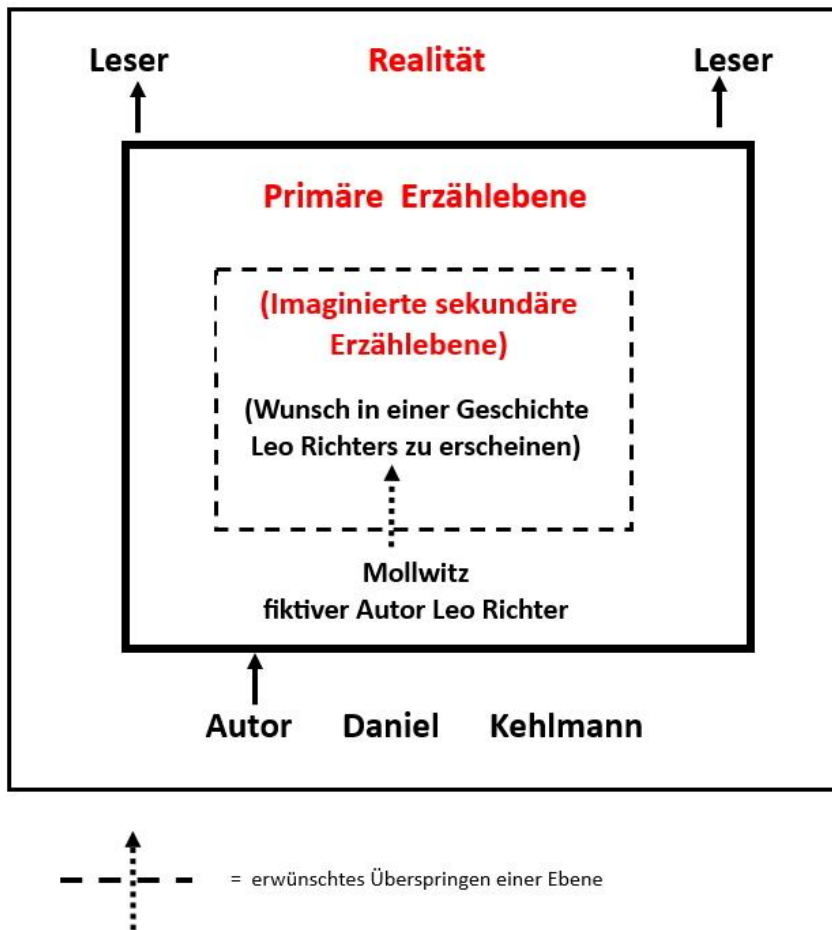 Realität
Leser Leser
Primäre Erzählebene
(Imaginierte sekundäre
Erzählebene)
(Wunsch in einer Geschichte
Leo Richters zu erscheinen)
Mollwitz
fiktiver Autor Leo Richter
Autor Daniel Kehlmann
= erwünschtes Überspringen einer Ebene